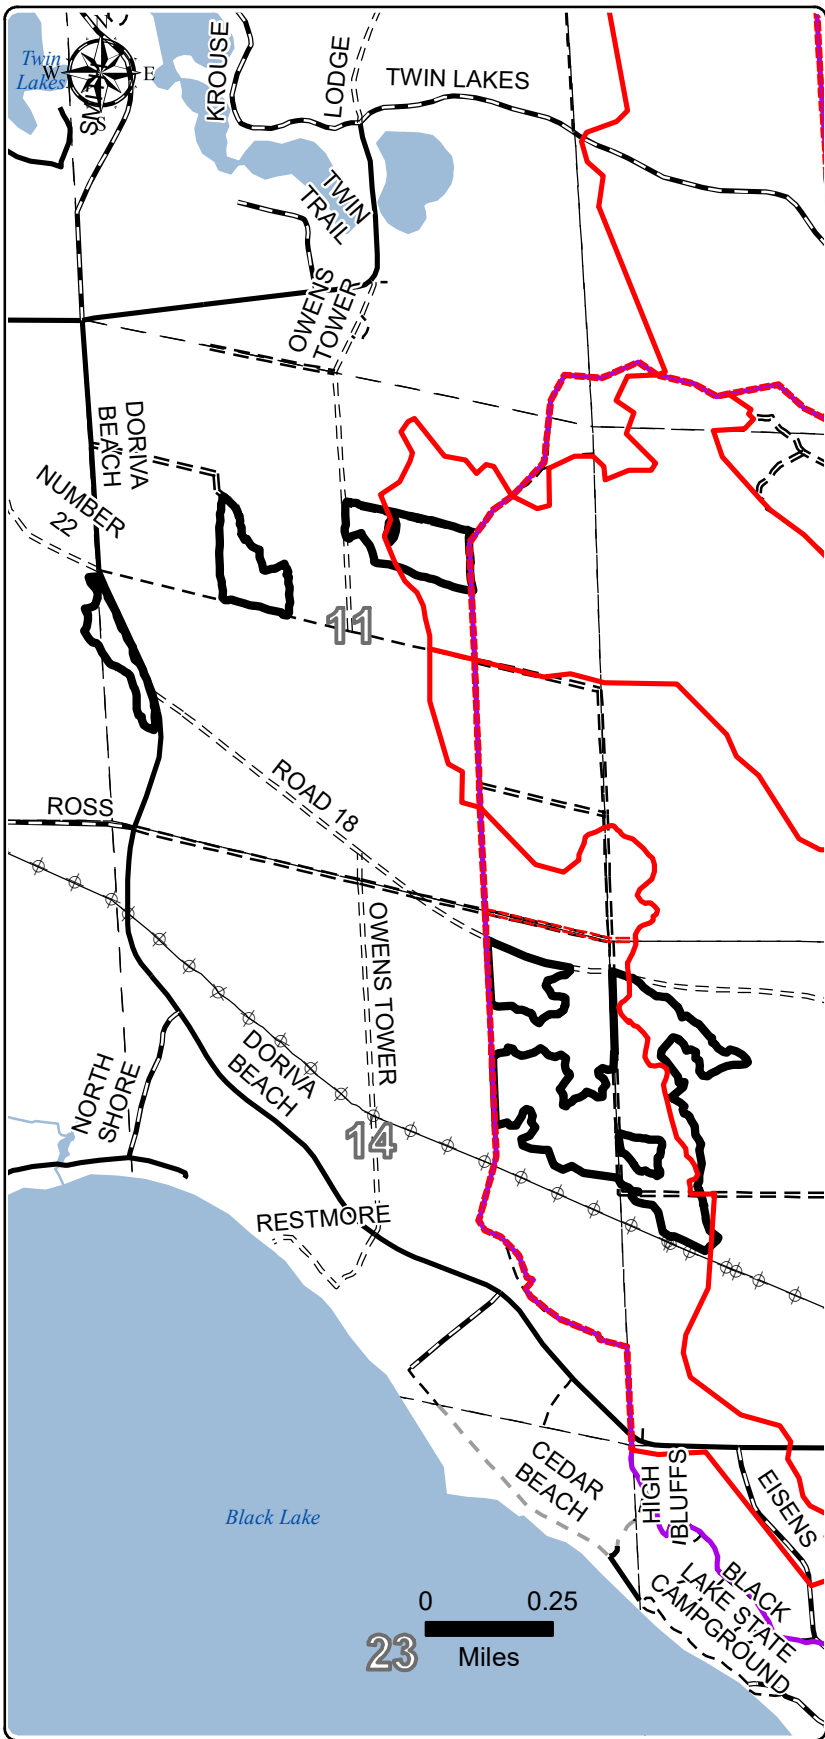 N
Twin
Lakes
W
E
S
KROUSE
LODGE
TWIN LAKES
TWIN
TRAIL
OWENS
TOWER
DORIVA
BEACH
NUMBER
22
11
ROAD 18
ROSS
OWENS TOWER
DORIVA
BEACH
NORTH
SHORE
14
RESTMORE
CEDAR
BEACH
HIGH
BLUFFS
EISENS
Black Lake
BLACK
LAKE STATE
CAMPGROUND
0
0.25
Miles
23